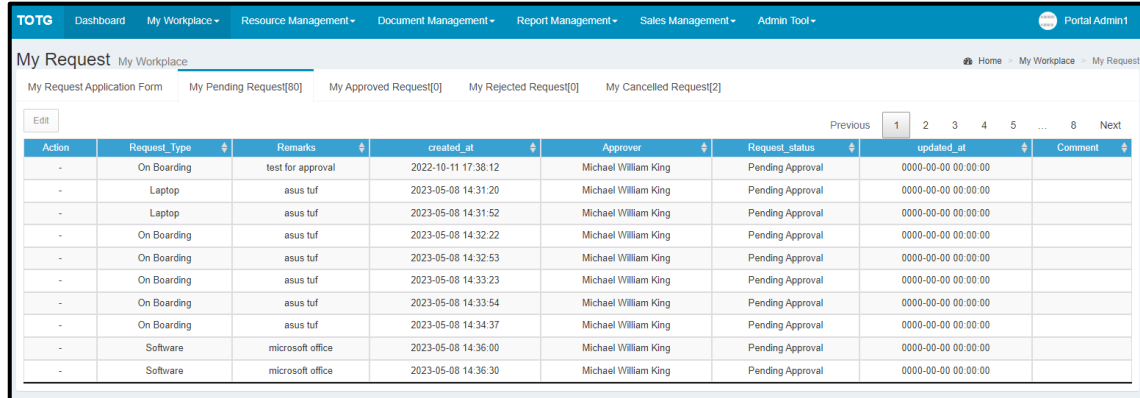 TOTG Dashboard My Workplace Resource Management Document Management Report Management Sales Management Admin Tool Portal Admin1
My Request My Workplace Home > My Workplace > My Request
My Request Application Form My Pending Request[80] My Approved Request[0] My Rejected Request[0] My Cancelled Request[2]
Edit Previous 1 2 3 4 5 ... 8 Next
Action Request_Type Remarks created_at Approver Request_status updated_at Comment
- On Boarding test for approval 2022-10-11 17:38:12 Michael William King Pending Approval 0000-00-00 00:00:00
- Laptop asus tuf 2023-05-08 14:31:20 Michael William King Pending Approval 0000-00-00 00:00:00
- Laptop asus tuf 2023-05-08 14:31:52 Michael William King Pending Approval 0000-00-00 00:00:00
- On Boarding asus tuf 2023-05-08 14:32:22 Michael William King Pending Approval 0000-00-00 00:00:00
- On Boarding asus tuf 2023-05-08 14:32:53 Michael William King Pending Approval 0000-00-00 00:00:00
- On Boarding asus tuf 2023-05-08 14:33:23 Michael William King Pending Approval 0000-00-00 00:00:00
- On Boarding asus tuf 2023-05-08 14:33:54 Michael William King Pending Approval 0000-00-00 00:00:00
- On Boarding asus tuf 2023-05-08 14:34:37 Michael William King Pending Approval 0000-00-00 00:00:00
- Software microsoft office 2023-05-08 14:36:00 Michael William King Pending Approval 0000-00-00 00:00:00
- Software microsoft office 2023-05-08 14:36:30 Michael William King Pending Approval 0000-00-00 00:00:00